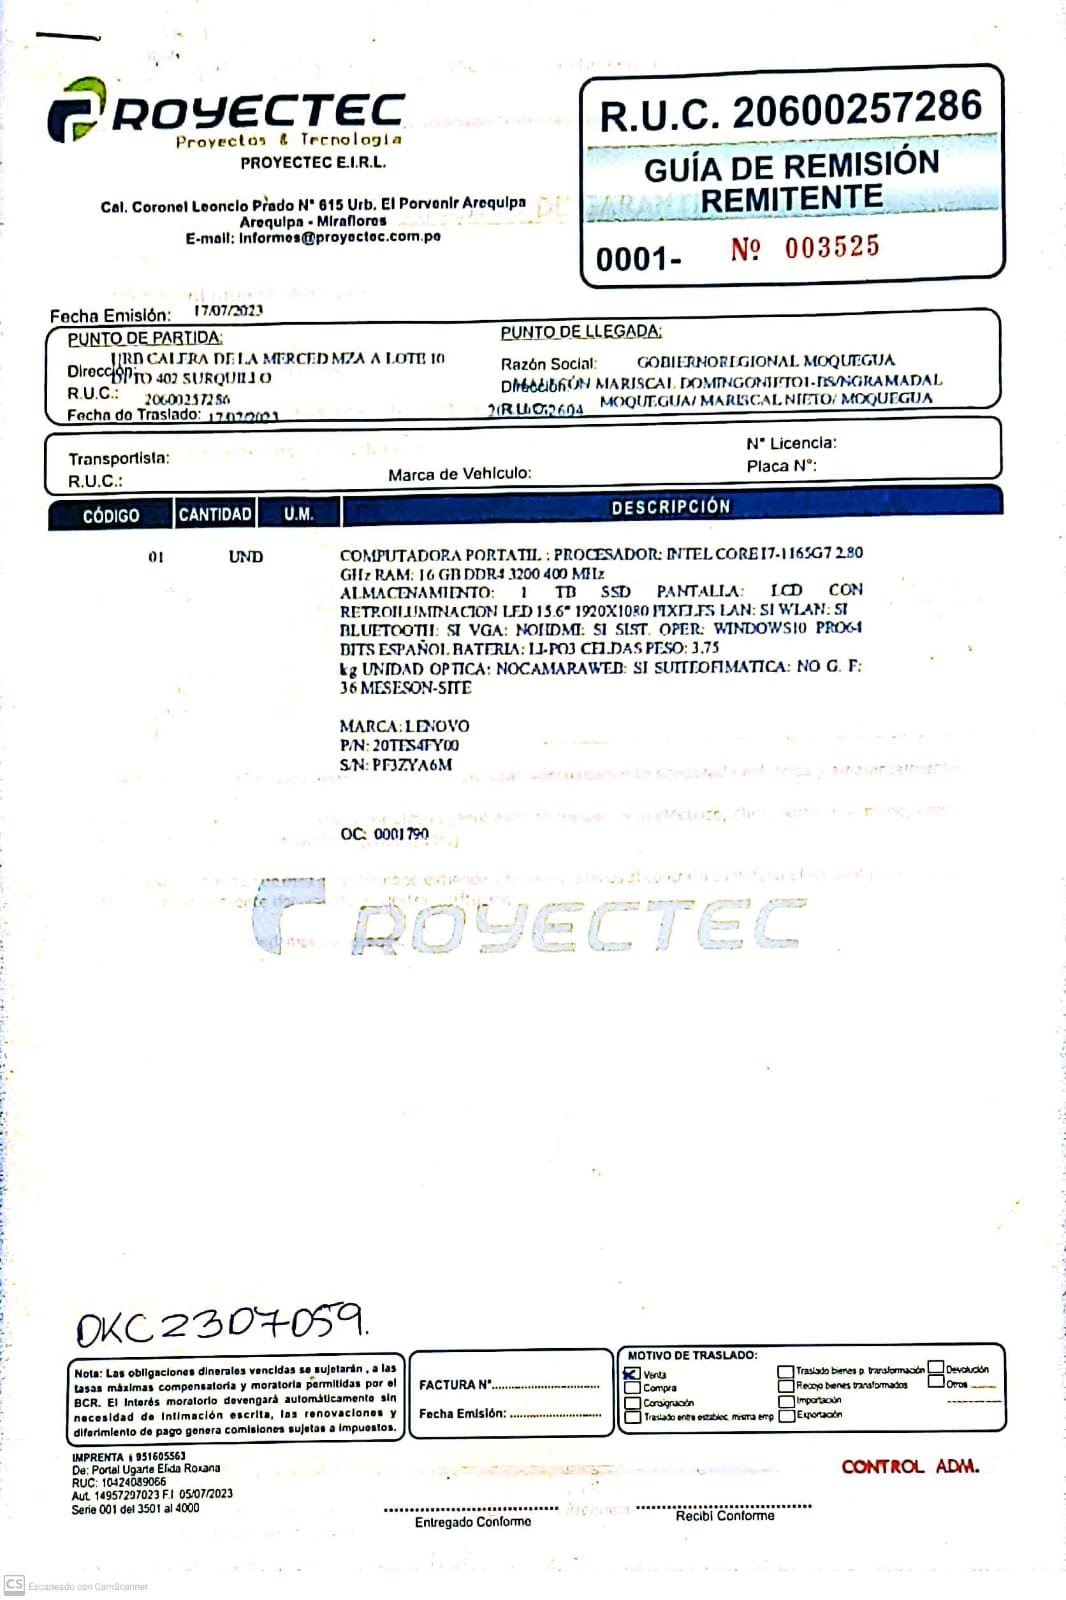 PROYECTEC
Proyectos & Tecnología
PROYECTEC E.I.R.L.
Cal. Coronel Leoncio Prado N° 615 Urb. El Porvenir Arequipa
Arequipa - Miraflores
E-mail: Informes@proyectec.com.pe
R.U.C. 20600257286
GUÍA DE REMISIÓN
REMITENTE
0001- Nº 003525
Fecha Emisión: 17/07/2023
PUNTO DE PARTIDA:
URB CALERA DE LA MERCED MZA A LOTE 10
Dirección:
DPTO 402 SURQUILLO
R.U.C.: 20600257286
Fecha de Traslado: 17/07/2023
PUNTO DE LLEGADA:
Razón Social: GOBIERNOREGIONAL MOQUEGUA
Dirección MARISCAL DOMINGONIETO1-BS/NGRAMADAL
MOQUEGUA/ MARISCAL NIETO/ MOQUEGUA
R.U.C.
Transportista:
R.U.C.:
Marca de Vehículo:
N° Licencia:
Placa N°:
CÓDIGO CANTIDAD U.M. DESCRIPCIÓN
01 UND COMPUTADORA PORTATIL : PROCESADOR: INTEL CORE I7-1165G7 2.80
GHz RAM: 16 GB DDR4 3200 400 MHz
ALMACENAMIENTO: 1 TB SSD PANTALLA: LCD CON
RETROILUMINACION LED 15.6" 1920X1080 PIXELES LAN: SI WLAN: SI
BLUETOOTH: SI VGA: NOHDMI: SI SIST. OPER: WINDOWS10 PRO64
BITS ESPAÑOL BATERIA: LI-PO3 CELDAS PESO: 3.75
kg UNIDAD OPTICA: NOCAMARAWEB: SI SUITEOFIMATICA: NO G. F:
36 MESESON-SITE
MARCA: LENOVO
P/N: 20TES4FY00
S/N: PF3ZYA6M
OC: 0001790
PROYECTEC
OKC2307059.
Nota: Las obligaciones dinerales vencidas se sujetarán , a las
tasas máximas compensatoria y moratoria permitidas por el
BCR. El Interés moratorio devengará automáticamente sin
necesidad de intimación escrita, las renovaciones y
diferimiento de pago genera comisiones sujetas a impuestos.
FACTURA N°
Fecha Emisión:
MOTIVO DE TRASLADO:
Venta
Compra
Consignación
Traslado entre establec. misma emp
Traslado bienes p. transformación
Recojo bienes transformados
Importación
Exportación
Devolución
Otros
IMPRENTA : 951605563
De: Portal Ugarte Elida Roxana
RUC: 10424089066
Aut. 14957297023 F.I 05/07/2023
Serie 001 del 3501 al 4000
CONTROL ADM.
Entregado Conforme
Recibí Conforme
CS Escaneado con CamScanner